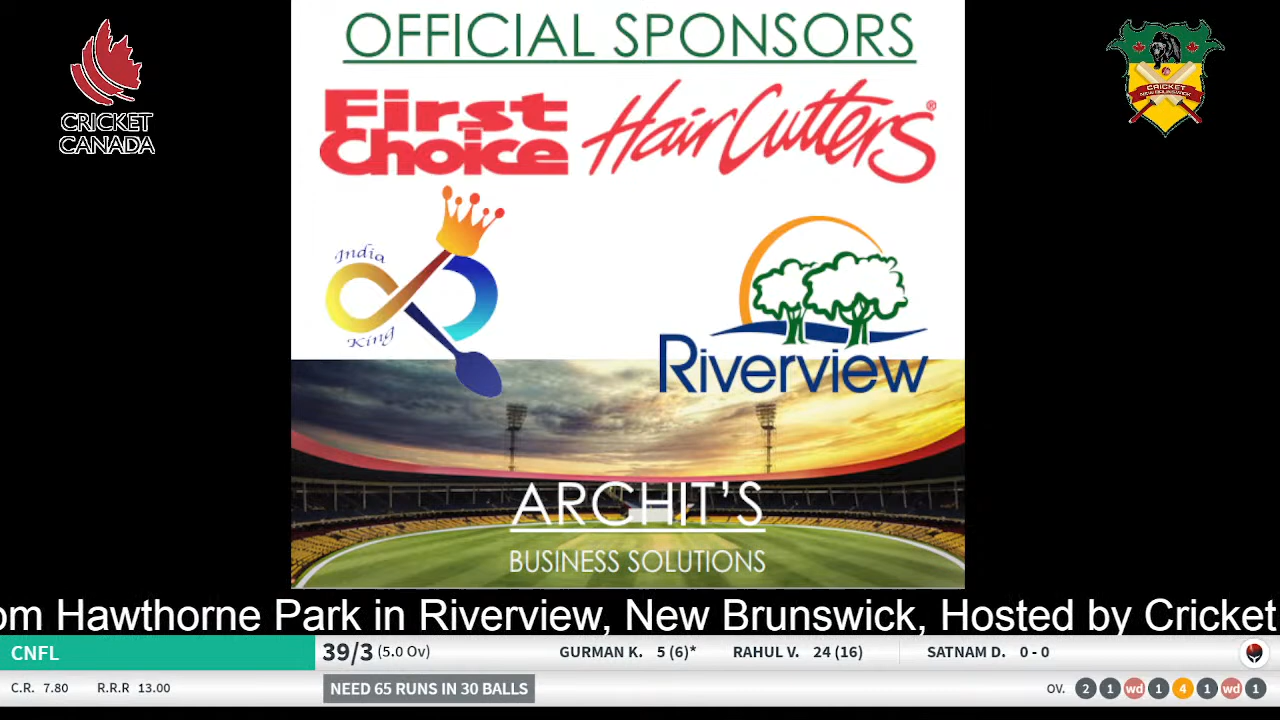 OFFICIAL SPONSORS
CRICKET
CANADA
First
Choice
HairCutters®
CRICKET
NEW BRUNSWICK
India
King
Riverview
ARCHIT'S
BUSINESS SOLUTIONS
om Hawthorne Park in Riverview, New Brunswick, Hosted by Cricket
CNFL 39/3 (5.0 Ov) GURMAN K. 5 (6)* RAHUL V. 24 (16) SATNAM D. 0 - 0
C.R. 7.80 R.R.R 13.00 NEED 65 RUNS IN 30 BALLS OV. 2 1 wd 1 4 1 wd 1